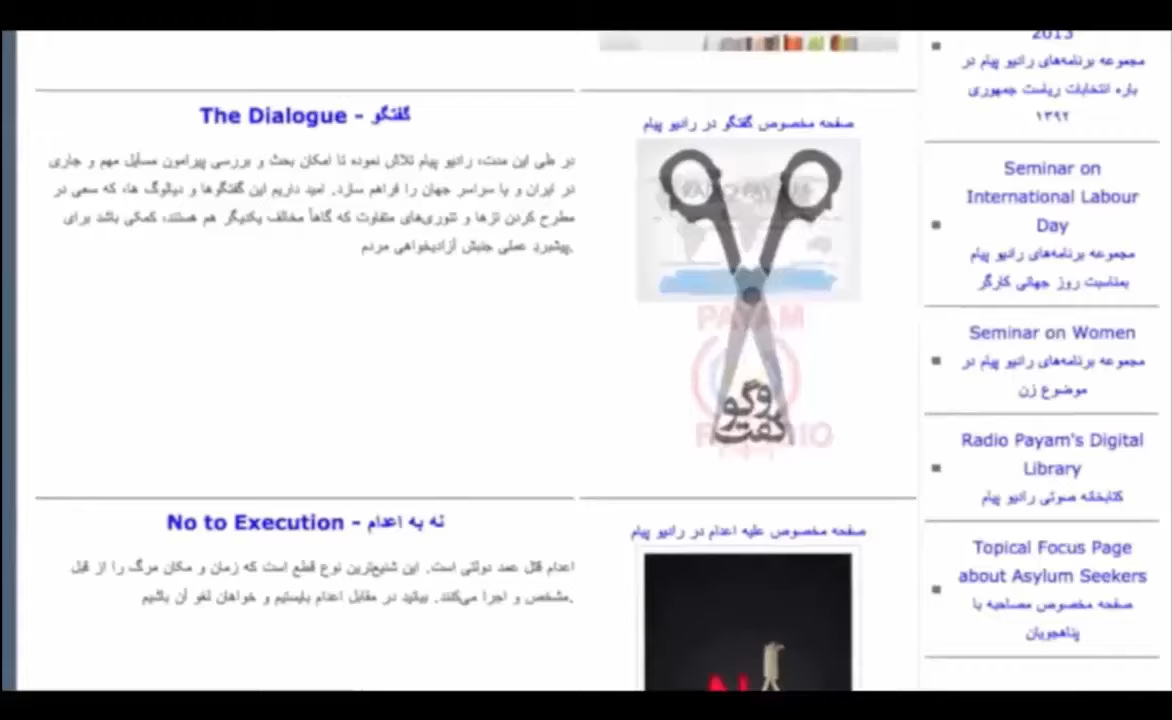 The Dialogue - گفتگو
در طی این مدت، رادیو پیام تلاش نموده تا امکان بحث و بررسی پیرامون مسایل مهم و جاری
در ایران و یا سراسر جهان را فراهم سازد. امید داریم این گفتگوها و دیالوگ ها، که سعی در
مطرح کردن تزها و تئوری‌های متفاوت که گاهاً مخالف یکدیگر هم هستند، کمکی باشد برای
پیشبرد عملی جنبش آزادیخواهی مردم.
صفحه مخصوص گفتگو در رادیو پیام
RADIO PAYAM
PAYAM
گفت‌وگو
RADIO
No to Execution - نه به اعدام
اعدام قتل عمد دولتی است. این شنیع‌ترین نوع قطع است که زمان و مکان مرگ را از قبل
مشخص و اجرا می‌کنند. بیائید در مقابل اعدام بایستیم و خواهان لغو آن باشیم.
صفحه مخصوص علیه اعدام در رادیو پیام
2013
مجموعه برنامه‌های رادیو پیام در
باره انتخابات ریاست جمهوری
۱۳۹۲
Seminar on
International Labour
Day
مجموعه برنامه‌های رادیو پیام
بمناسبت روز جهانی کارگر
Seminar on Women
مجموعه برنامه‌های رادیو پیام در
موضوع زن
Radio Payam's Digital
Library
کتابخانه صوتی رادیو پیام
Topical Focus Page
about Asylum Seekers
صفحه مخصوص مصاحبه با
پناهجویان